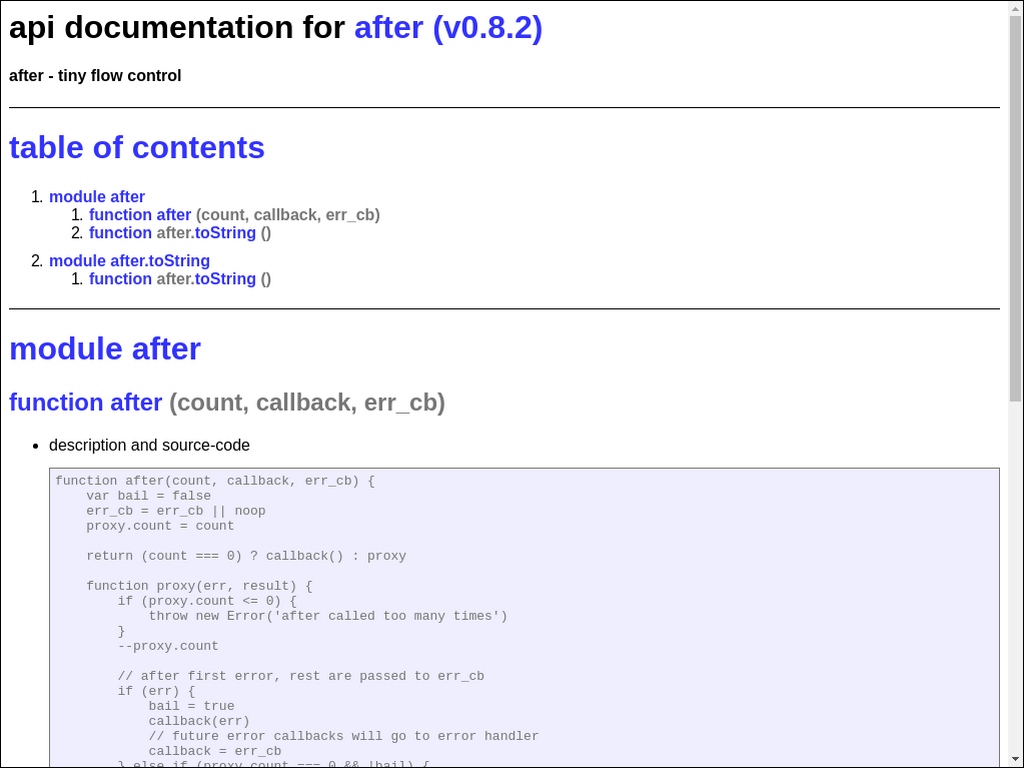 api documentation for after (v0.8.2)
after - tiny flow control
table of contents
1. module after
1. function after (count, callback, err_cb)
2. function after.toString ()
2. module after.toString
1. function after.toString ()
module after
function after (count, callback, err_cb)
• description and source-code
function after(count, callback, err_cb) {
    var bail = false
    err_cb = err_cb || noop
    proxy.count = count
    return (count === 0) ? callback() : proxy
    function proxy(err, result) {
        if (proxy.count <= 0) {
            throw new Error('after called too many times')
        }
        --proxy.count
        // after first error, rest are passed to err_cb
        if (err) {
            bail = true
            callback(err)
            // future error callbacks will go to error handler
            callback = err_cb
        } else if (proxy.count === 0 && !bail) {